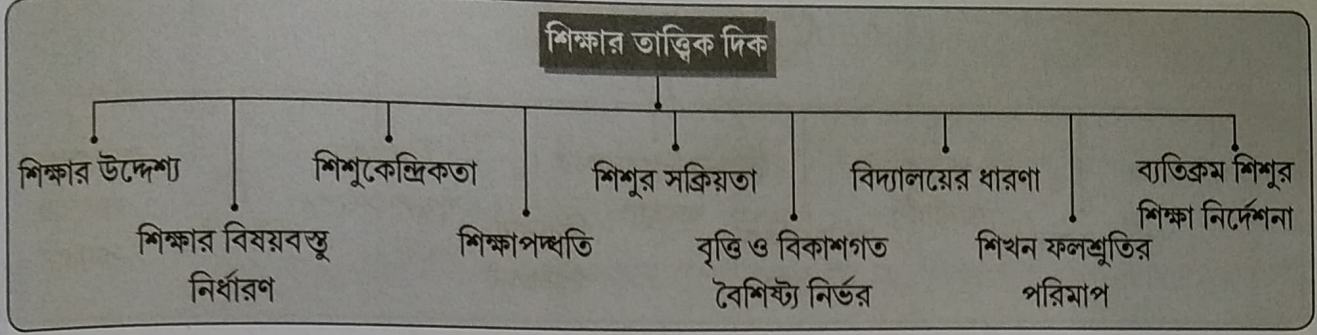 শিক্ষার তাত্ত্বিক দিক
শিক্ষার উদ্দেশ্য
শিক্ষার বিষয়বস্তু
নির্ধারণ
শিশুকেন্দ্রিকতা
শিক্ষাপদ্ধতি
শিশুর সক্রিয়তা
বৃদ্ধি ও বিকাশগত
বৈশিষ্ট্য নির্ভর
বিদ্যালয়ের ধারণা
শিখন ফলশ্রুতির
পরিমাপ
ব্যতিক্রম শিশুর
শিক্ষা নির্দেশনা